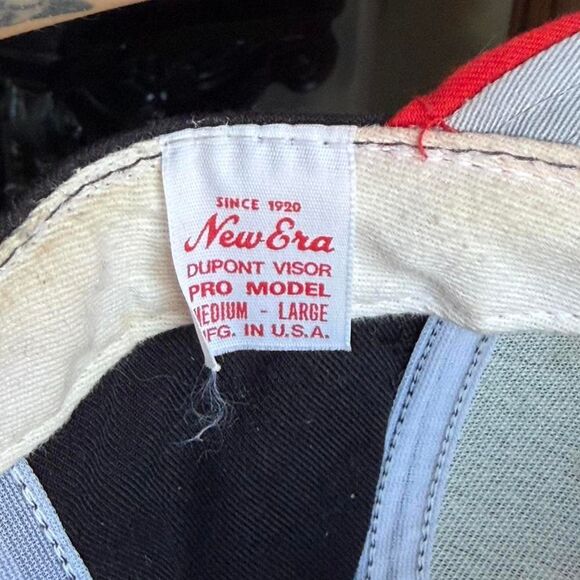 SINCE 1920
New Era
DUPONT VISOR
PRO MODEL
MEDIUM - LARGE
MFG. IN U.S.A.